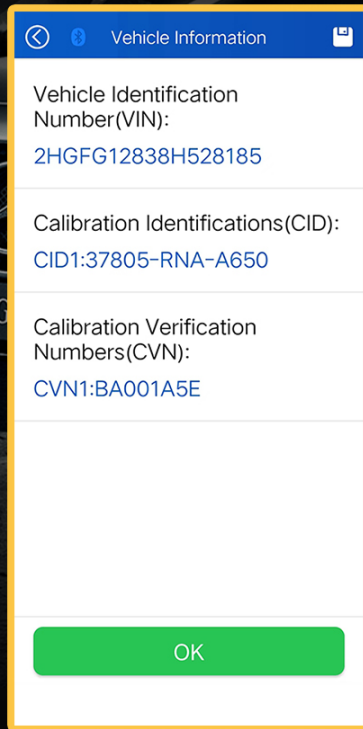 Vehicle Information
Vehicle Identification
Number(VIN):
2HGFG12838H528185
Calibration Identifications(CID):
CID1:37805-RNA-A650
Calibration Verification
Numbers(CVN):
CVN1:BA001A5E
OK